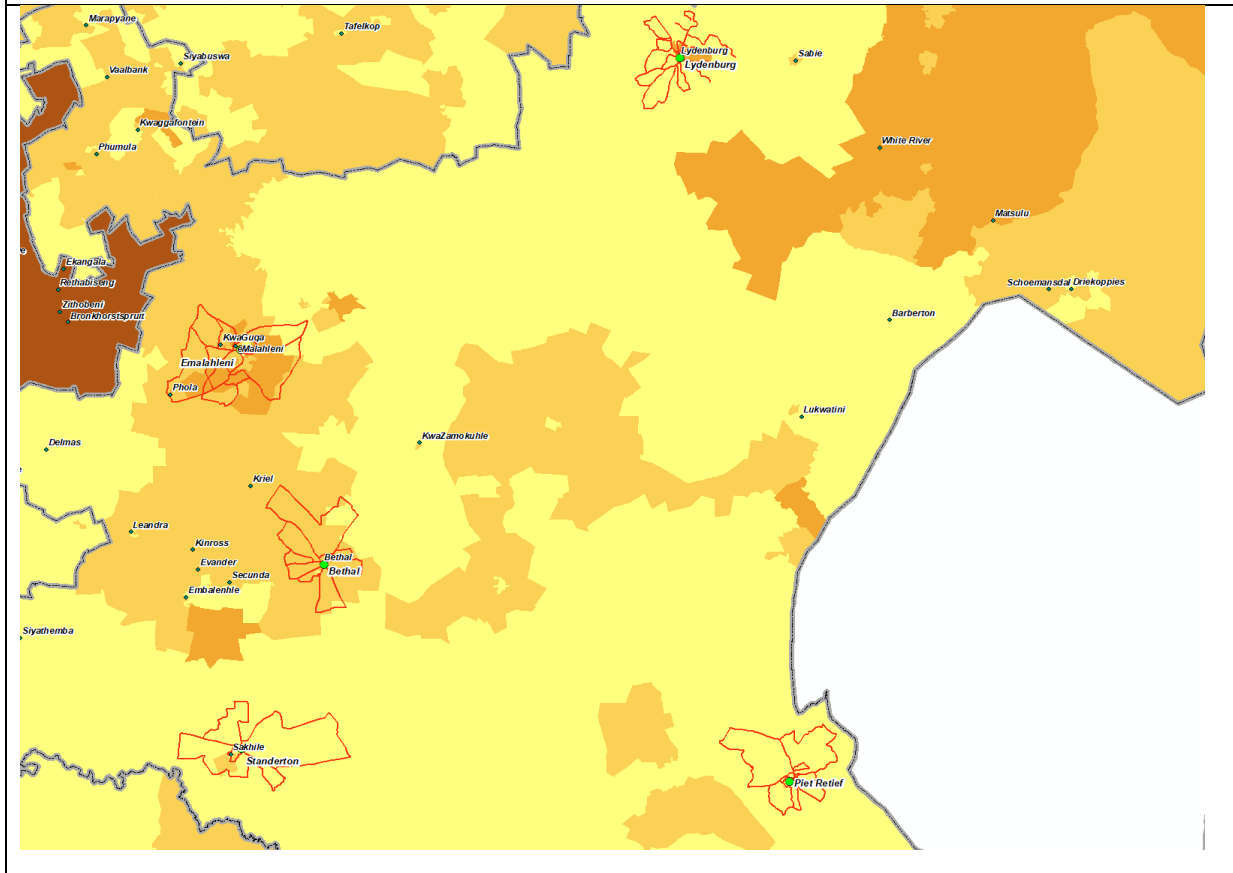 Marapyane
Tafelkop
Siyabuswa
Vaalbank
Lydenburg
Lydenburg
Sabie
Kwaggafontein
Phumula
White River
Matsulu
Ekangala
Rethabiseng
Zithobeni
Bronkhorstspruit
Schoemansdal
Driekoppies
Barberton
KwaGuqa
eMalahleni
Emalahleni
Phola
Lukwatini
Delmas
KwaZamokuhle
Kriel
Leandra
Kinross
Evander
Secunda
Embalenhle
Bethal
Bethal
Siyathemba
Sakhile
Standerton
Piet Retief